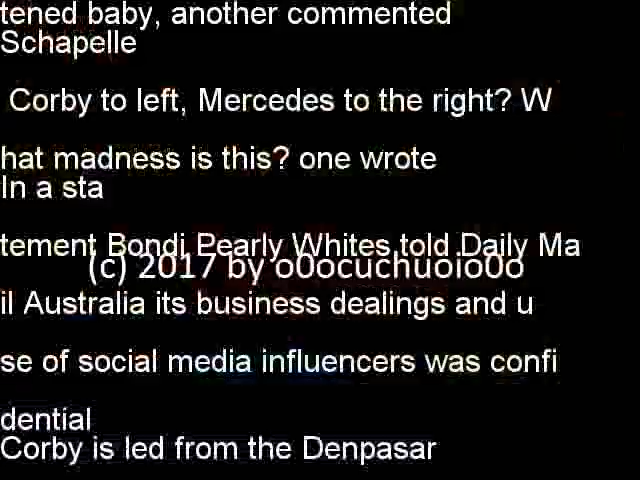 tened baby, another commented
Schapelle
Corby to left, Mercedes to the right? W
hat madness is this? one wrote
In a sta
tement Bondi Pearly Whites told Daily Ma
(c) 2017 by o0ocuchuoio0o
il Australia its business dealings and u
se of social media influencers was confi
dential
Corby is led from the Denpasar